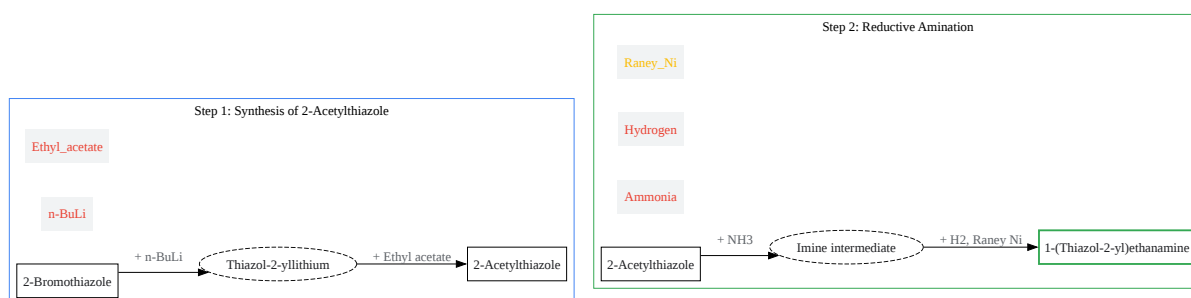 Step 1: Synthesis of 2-Acetylthiazole
Ethyl_acetate
n-BuLi
2-Bromothiazole
+ n-BuLi
Thiazol-2-yllithium
+ Ethyl acetate
2-Acetylthiazole
Step 2: Reductive Amination
Raney_Ni
Hydrogen
Ammonia
2-Acetylthiazole
+ NH3
Imine intermediate
+ H2, Raney Ni
1-(Thiazol-2-yl)ethanamine